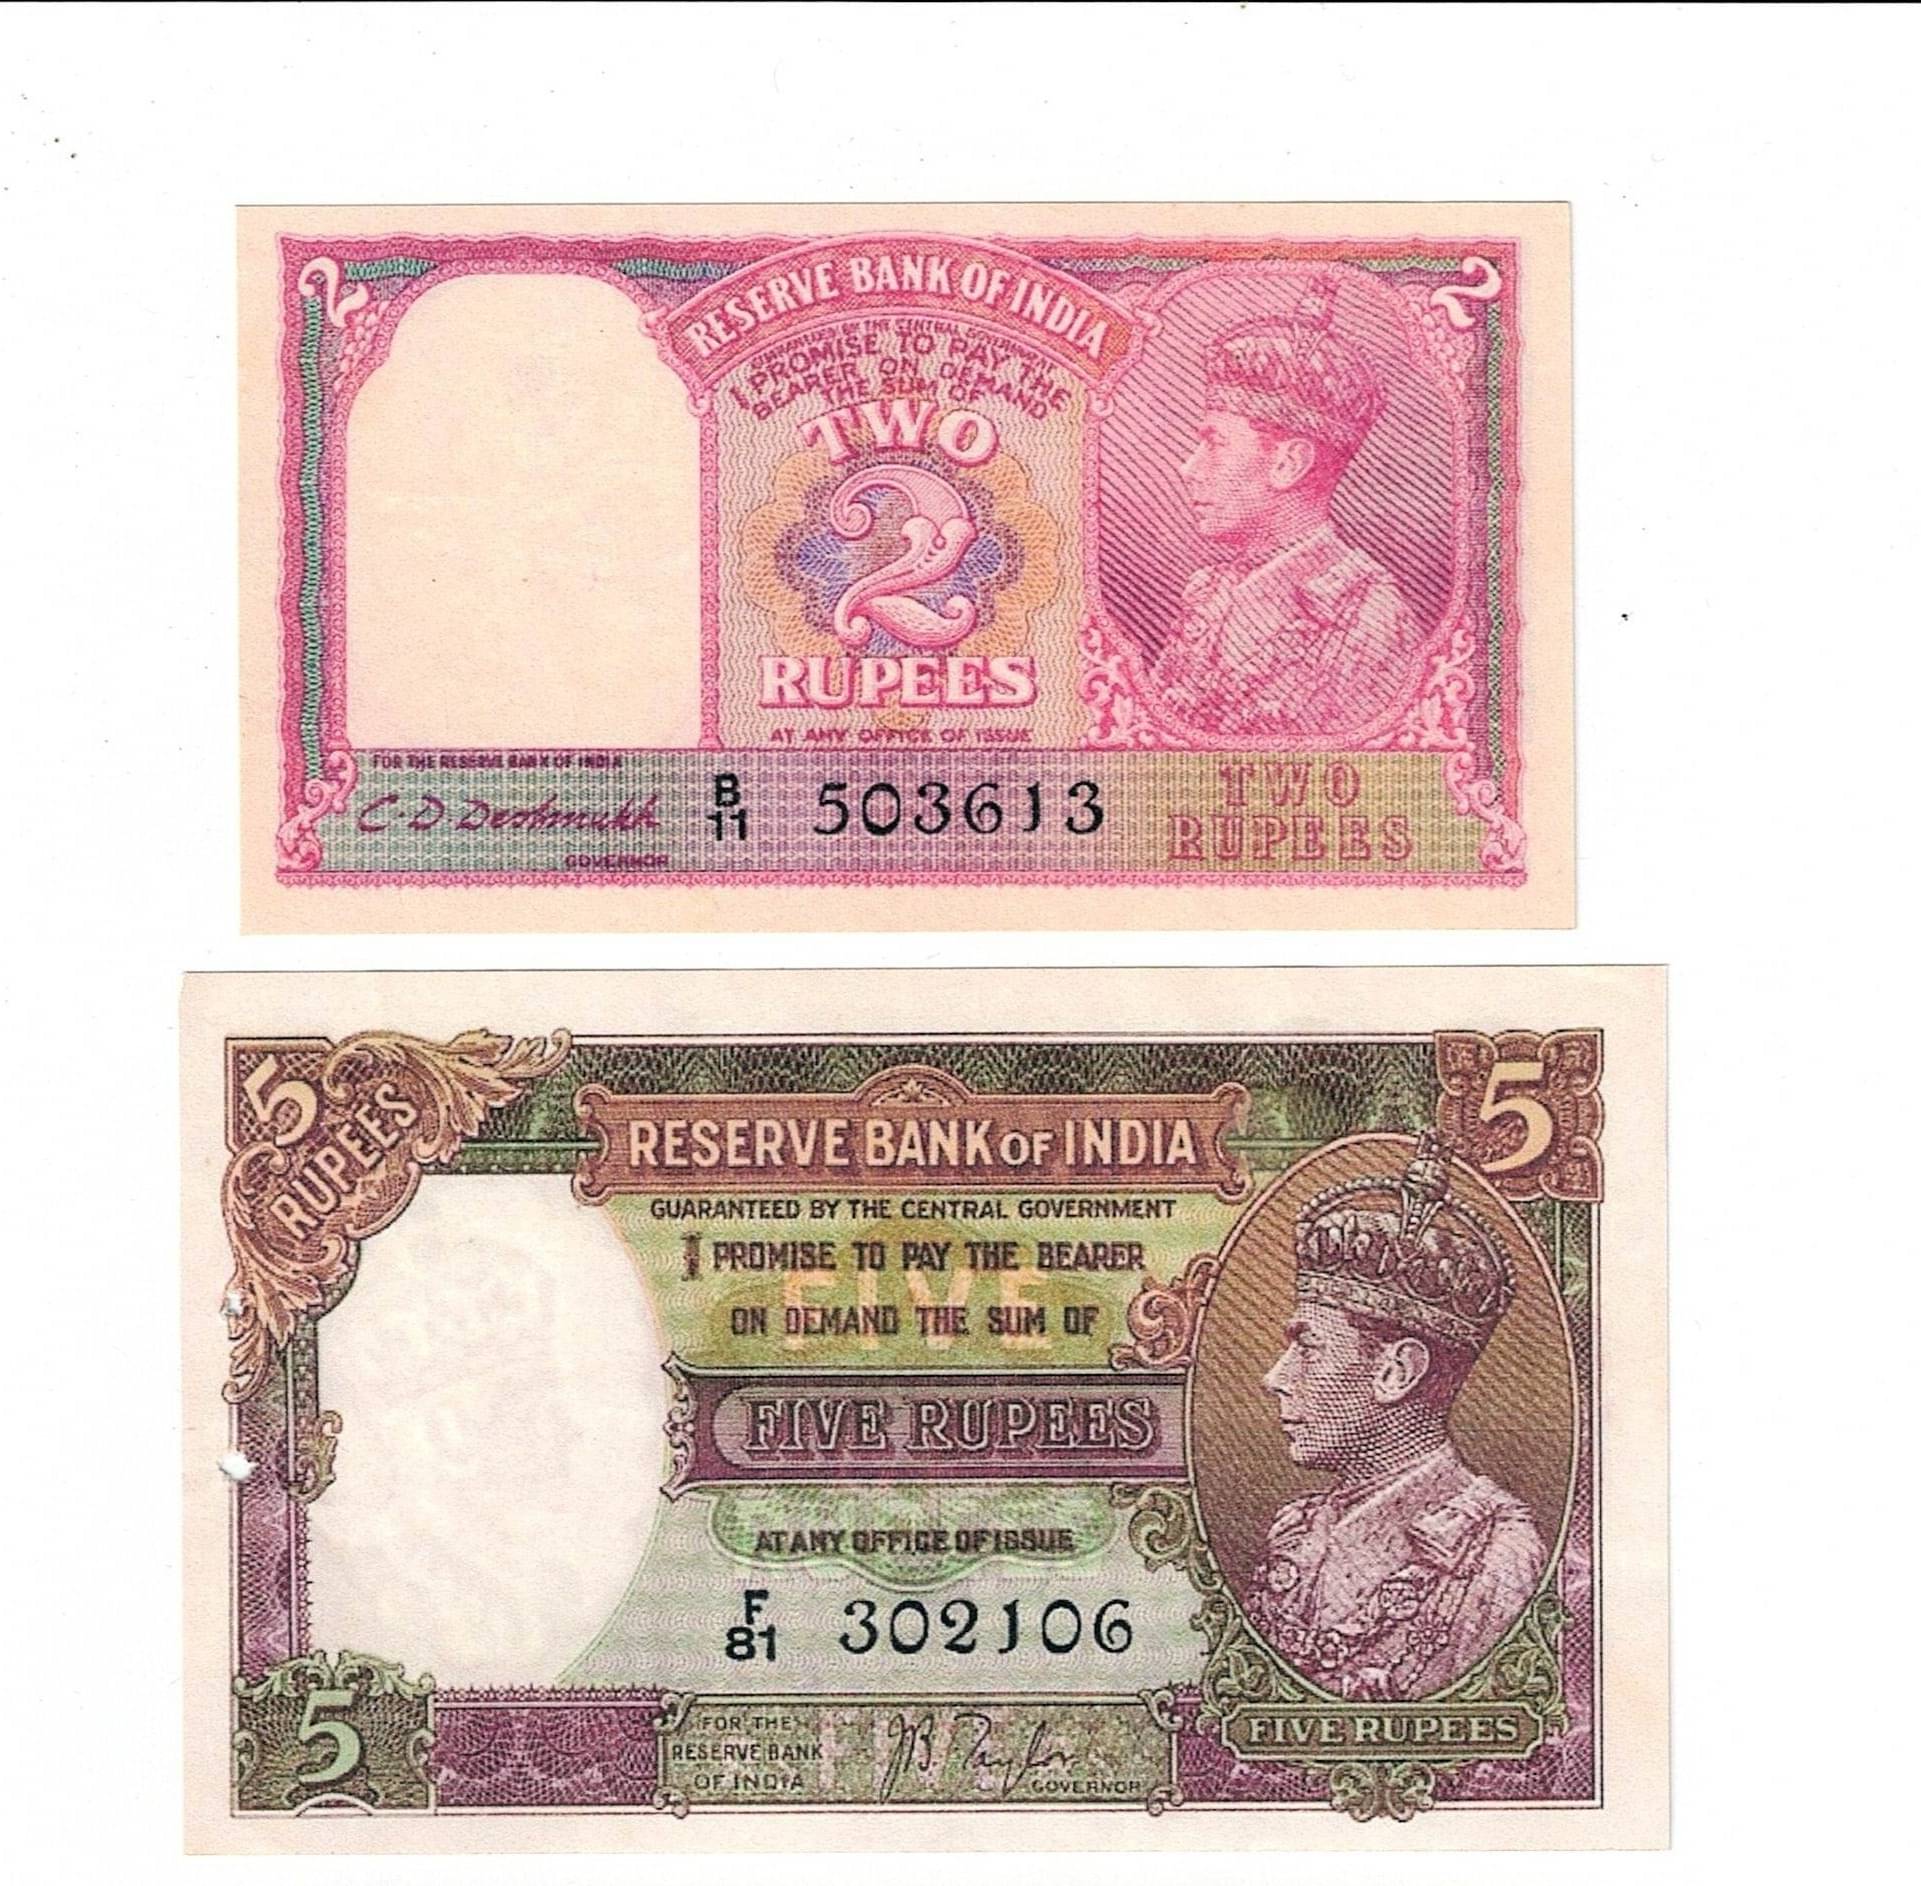 2
2
RESERVE BANK OF INDIA
GUARANTEED BY THE CENTRAL GOVERNMENT
I PROMISE TO PAY THE
BEARER ON DEMAND
THE SUM OF
TWO
2
RUPEES
AT ANY OFFICE OF ISSUE
FOR THE RESERVE BANK OF INDIA
C.D. Deshmukh
GOVERNOR
B
11
503613
TWO
RUPEES
5
RUPEES
5
RESERVE BANK OF INDIA
GUARANTEED BY THE CENTRAL GOVERNMENT
I PROMISE TO PAY THE BEARER
FIVE
ON DEMAND THE SUM OF
FIVE RUPEES
AT ANY OFFICE OF ISSUE
F
81
302106
5
FOR THE
RESERVE BANK
OF INDIA
JB Taylor
GOVERNOR
FIVE RUPEES